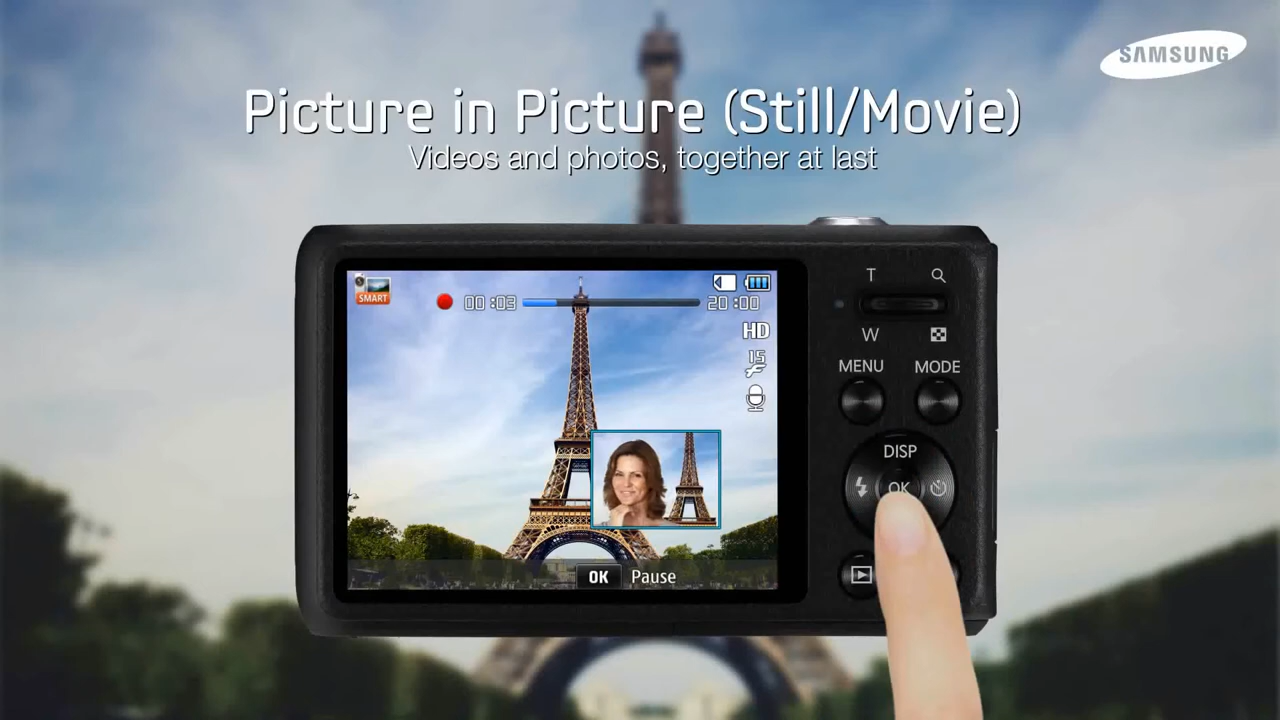 SAMSUNG
Picture in Picture (Still/Movie)
Videos and photos, together at last
SMART
00:03
20:00
HD
15
OK Pause
T
W
MENU MODE
DISP
OK